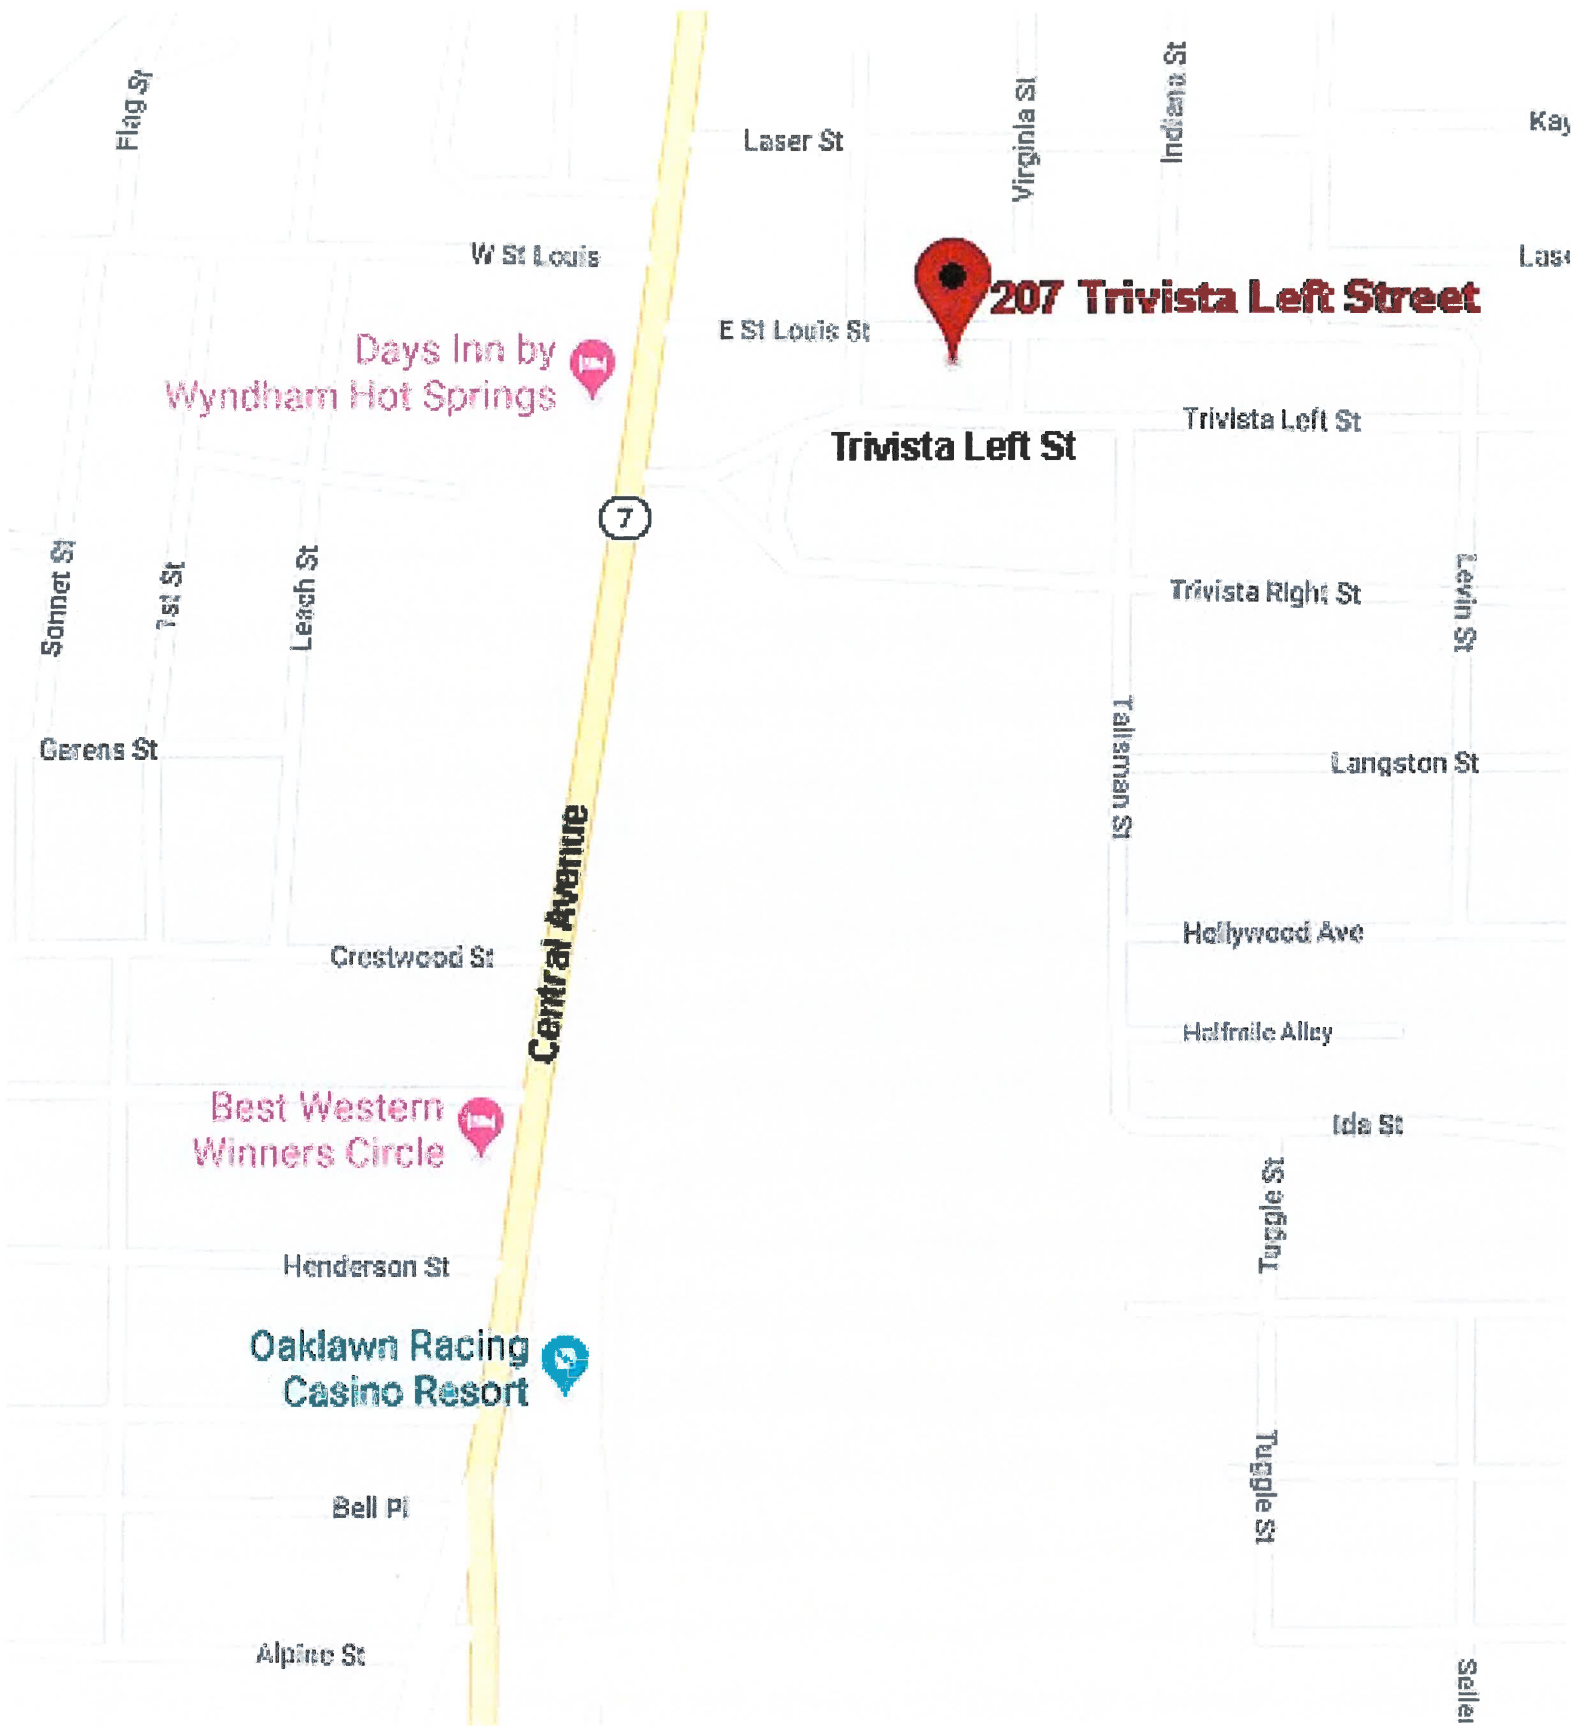 Flag St
Virginia St
Indiana St
Laser St
Kay
W St Louis
Lase
207 Trivista Left Street
E St Louis St
Days Inn by
Wyndham Hot Springs
Trivista Left St
Trivista Left St
7
Sonnet St
1st St
Leach St
Trivista Right St
Levin St
Gerens St
Talisman St
Langston St
Central Avenue
Crestwood St
Hollywood Ave
Halfmile Alley
Best Western
Winners Circle
Ida St
Tuggle St
Henderson St
Oaklawn Racing
Casino Resort
Bell Pl
Tuggle St
Alpine St
Seller